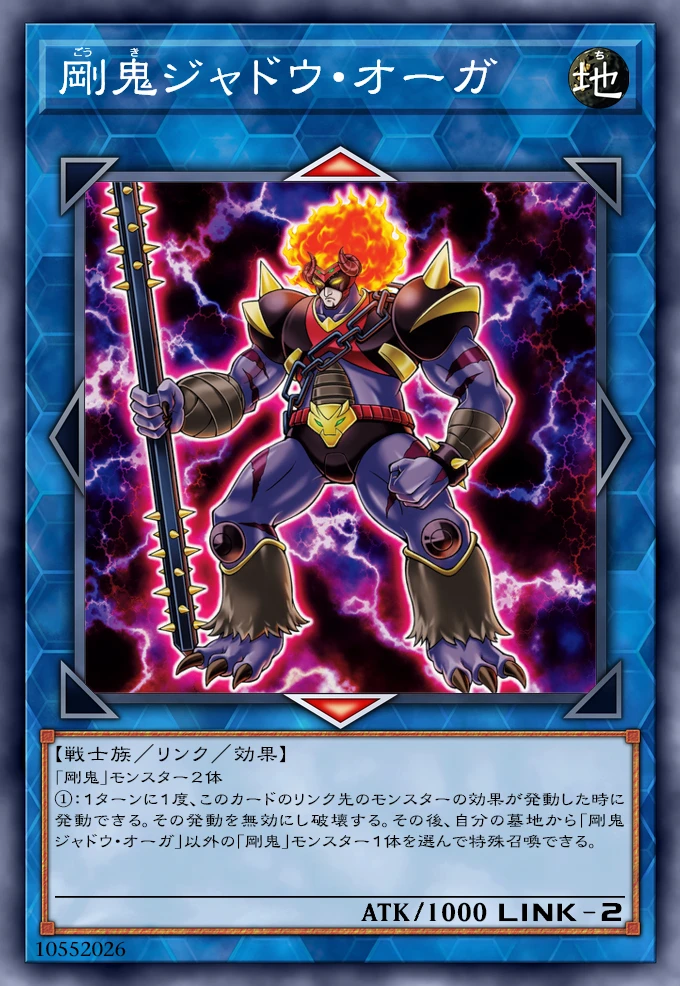 ごう き
剛鬼ジャドウ・オーガ
ち
地
【戦士族／リンク／効果】
「剛鬼」モンスター２体
①：１ターンに１度、このカードのリンク先のモンスターの効果が発動した時に
発動できる。その発動を無効にし破壊する。その後、自分の墓地から「剛鬼
ジャドウ・オーガ」以外の「剛鬼」モンスター１体を選んで特殊召喚できる。
ATK/1000 LINK-2
10552026